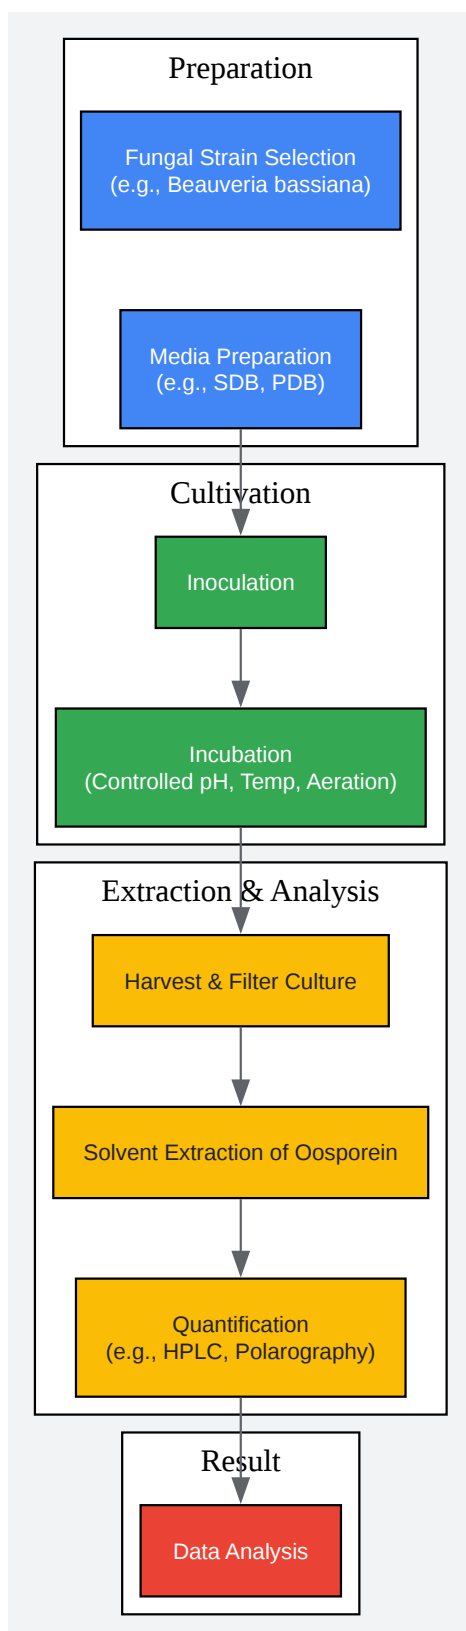 Preparation
Fungal Strain Selection
(e.g., Beauveria bassiana)
Media Preparation
(e.g., SDB, PDB)
Cultivation
Inoculation
Incubation
(Controlled pH, Temp, Aeration)
Extraction & Analysis
Harvest & Filter Culture
Solvent Extraction of Oosporein
Quantification
(e.g., HPLC, Polarography)
Result
Data Analysis